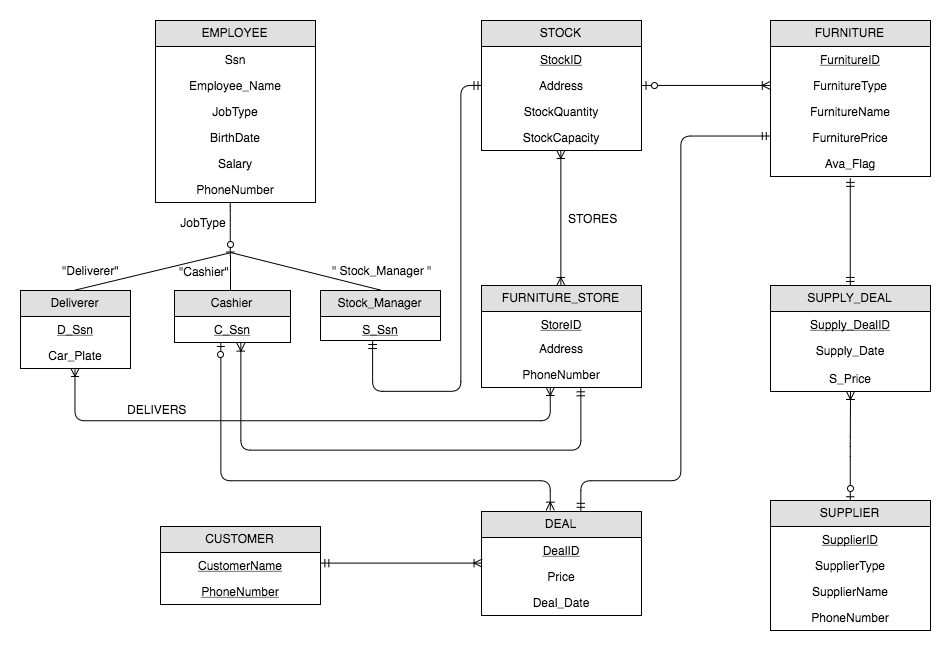 EMPLOYEE
Ssn
Employee_Name
JobType
BirthDate
Salary
PhoneNumber
STOCK
StockID
Address
StockQuantity
StockCapacity
FURNITURE
FurnitureID
FurnitureType
FurnitureName
FurniturePrice
Ava_Flag
JobType
STORES
"Deliverer"
"Cashier"
" Stock_Manager "
Deliverer
D_Ssn
Car_Plate
Cashier
C_Ssn
Stock_Manager
S_Ssn
FURNITURE_STORE
StoreID
Address
PhoneNumber
SUPPLY_DEAL
Supply_DealID
Supply_Date
S_Price
DELIVERS
CUSTOMER
CustomerName
PhoneNumber
DEAL
DealID
Price
Deal_Date
SUPPLIER
SupplierID
SupplierType
SupplierName
PhoneNumber